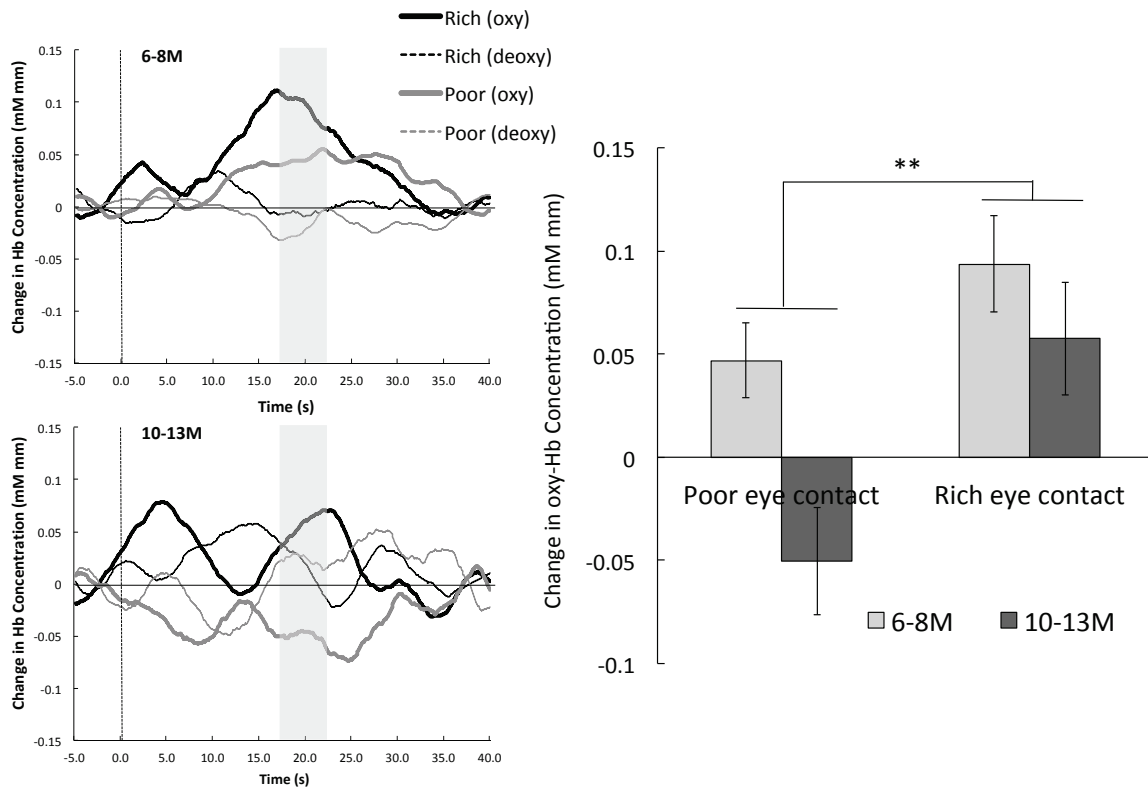 Rich (oxy)
Rich (deoxy)
Poor (oxy)
Poor (deoxy)
6-8M
Change in Hb Concentration (mM mm)
0.15
0.1
0.05
0
-0.05
-0.1
-0.15
-5.0 0.0 5.0 10.0 15.0 20.0 25.0 30.0 35.0 40.0
Time (s)
10-13M
Change in Hb Concentration (mM mm)
0.15
0.1
0.05
0
-0.05
-0.1
-0.15
-5.0 0.0 5.0 10.0 15.0 20.0 25.0 30.0 35.0 40.0
Time (s)
Change in oxy-Hb Concentration (mM mm)
0.15
0.1
0.05
0
-0.05
-0.1
**
Poor eye contact Rich eye contact
6-8M 10-13M